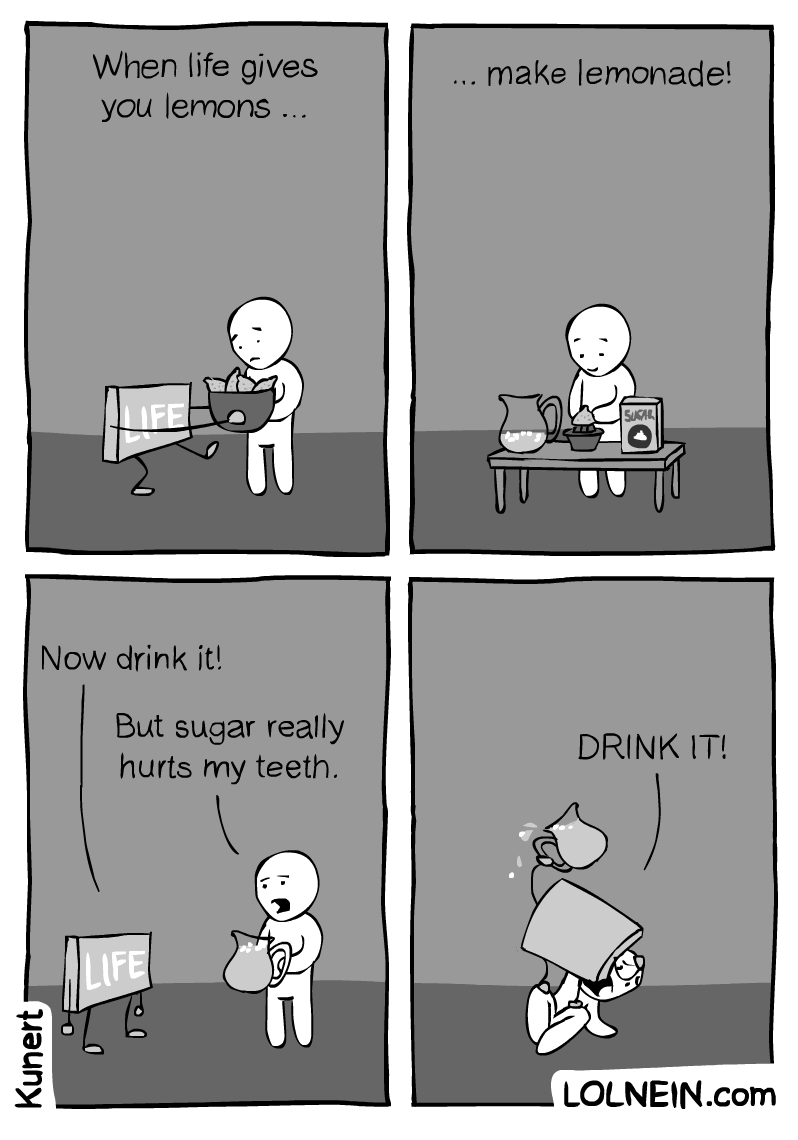 When life gives
you lemons ...
... make lemonade!
LIFE
SUGAR
Now drink it!
But sugar really
hurts my teeth.
LIFE
DRINK IT!
Kunert
LOLNEIN.com